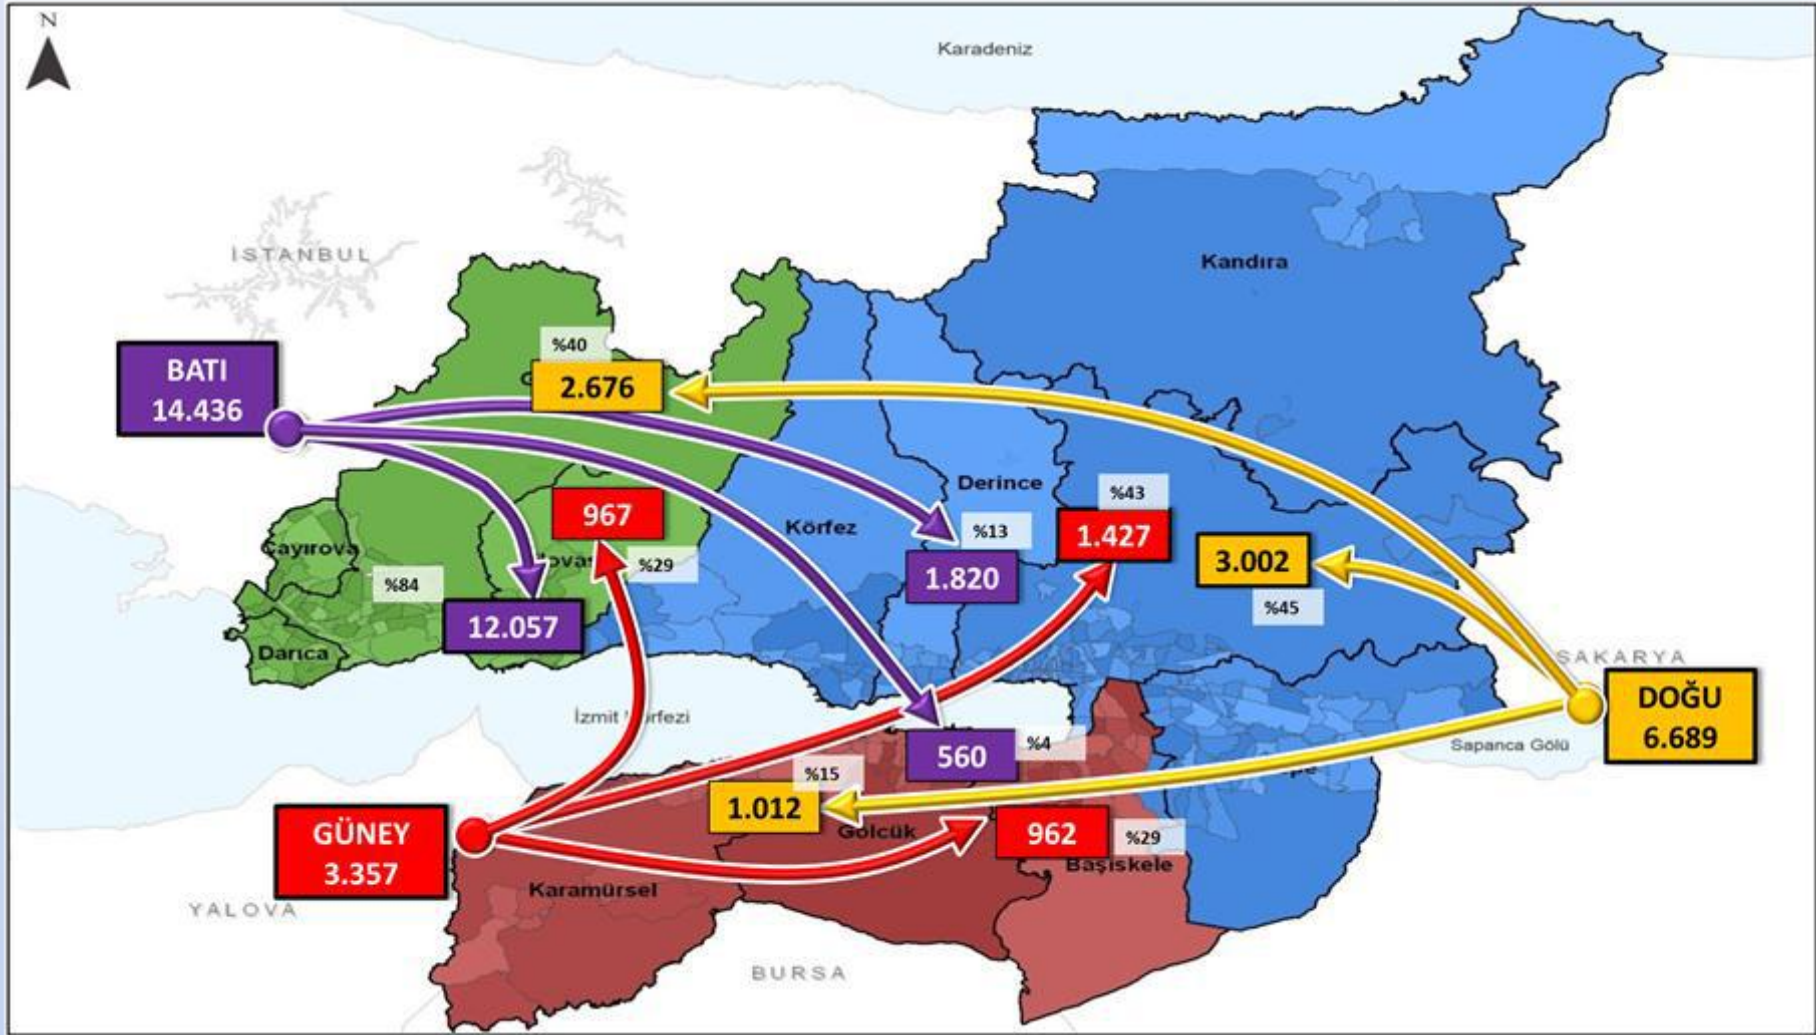 N
Karadeniz
İSTANBUL
Kandıra
%40
BATI
14.436
2.676
Derince
%43
967
Körfez
%13
1.427
3.002
Çayırova
%29
1.820
%84
%45
12.057
Darıca
SAKARYA
İzmit Körfezi
DOĞU
6.689
560
%4
Sapanca Gölü
%15
1.012
GÜNEY
3.357
Gölcük
962
%29
Başiskele
Karamürsel
YALOVA
BURSA